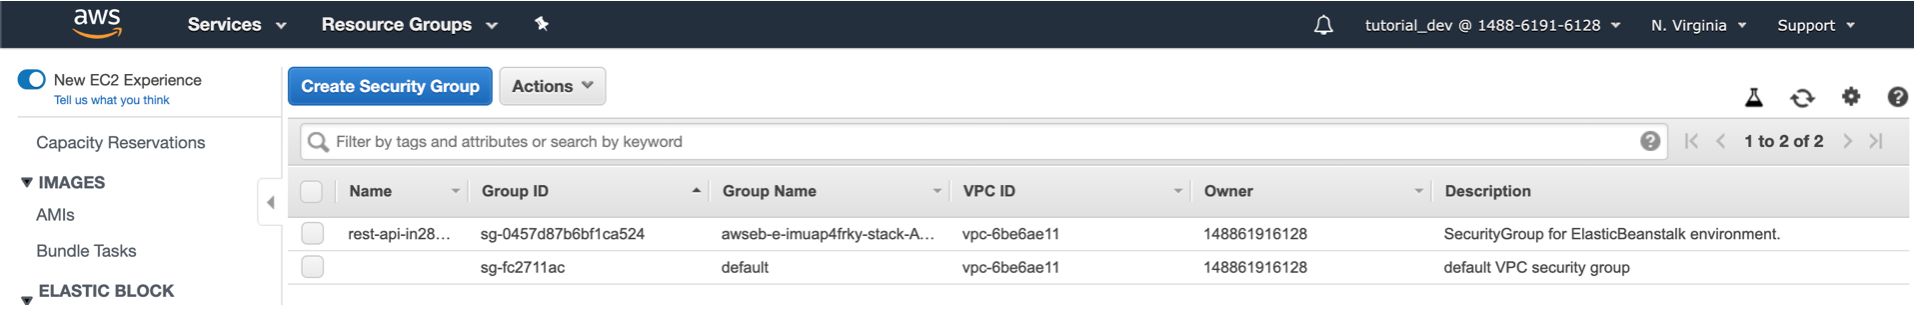 aws Services Resource Groups tutorial_dev @ 1488-6191-6128 N. Virginia Support
New EC2 Experience
Tell us what you think
Capacity Reservations
IMAGES
AMIs
Bundle Tasks
ELASTIC BLOCK
Create Security Group Actions
Filter by tags and attributes or search by keyword 1 to 2 of 2
Name Group ID Group Name VPC ID Owner Description
rest-api-in28... sg-0457d87b6bf1ca524 awseb-e-imuap4frky-stack-A... vpc-6be6ae11 148861916128 SecurityGroup for ElasticBeanstalk environment.
sg-fc2711ac default vpc-6be6ae11 148861916128 default VPC security group